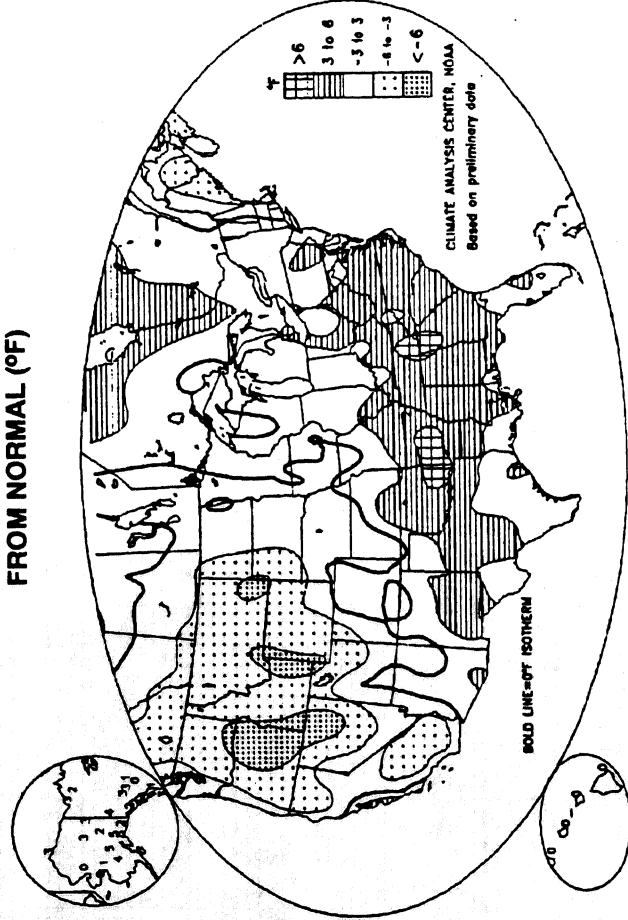 FROM NORMAL (ºF)
°F
>6
3 to 6
-3 to 3
-6 to -3
<-6
CLIMATE ANALYSIS CENTER, NOAA
Based on preliminary data
BOLD LINE=0°F ISOTHERM